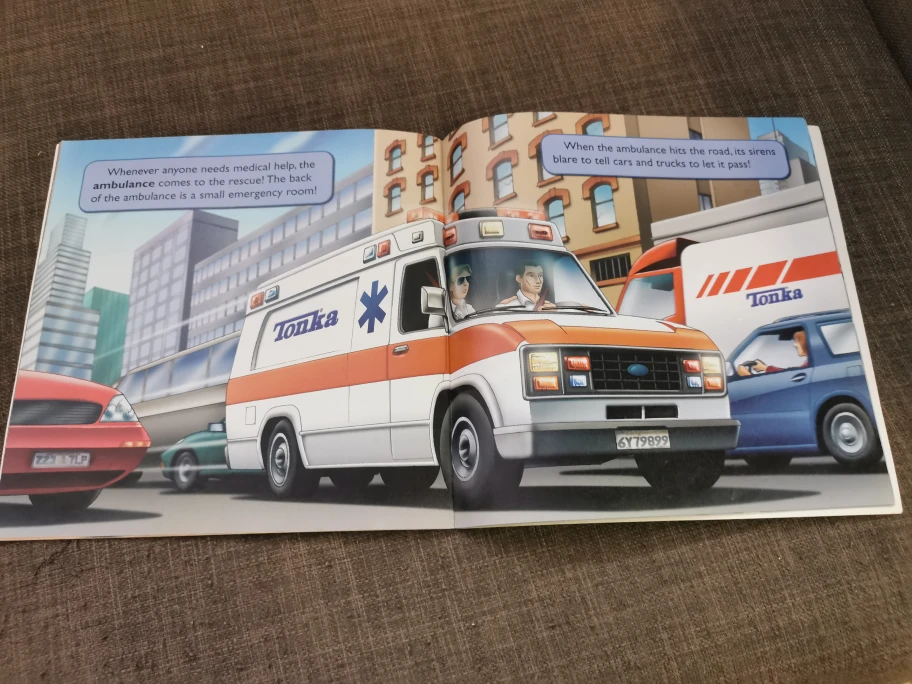 Whenever anyone needs medical help, the
ambulance comes to the rescue! The back
of the ambulance is a small emergency room!
When the ambulance hits the road, its sirens
blare to tell cars and trucks to let it pass!
Tonka
Tonka
6Y79899